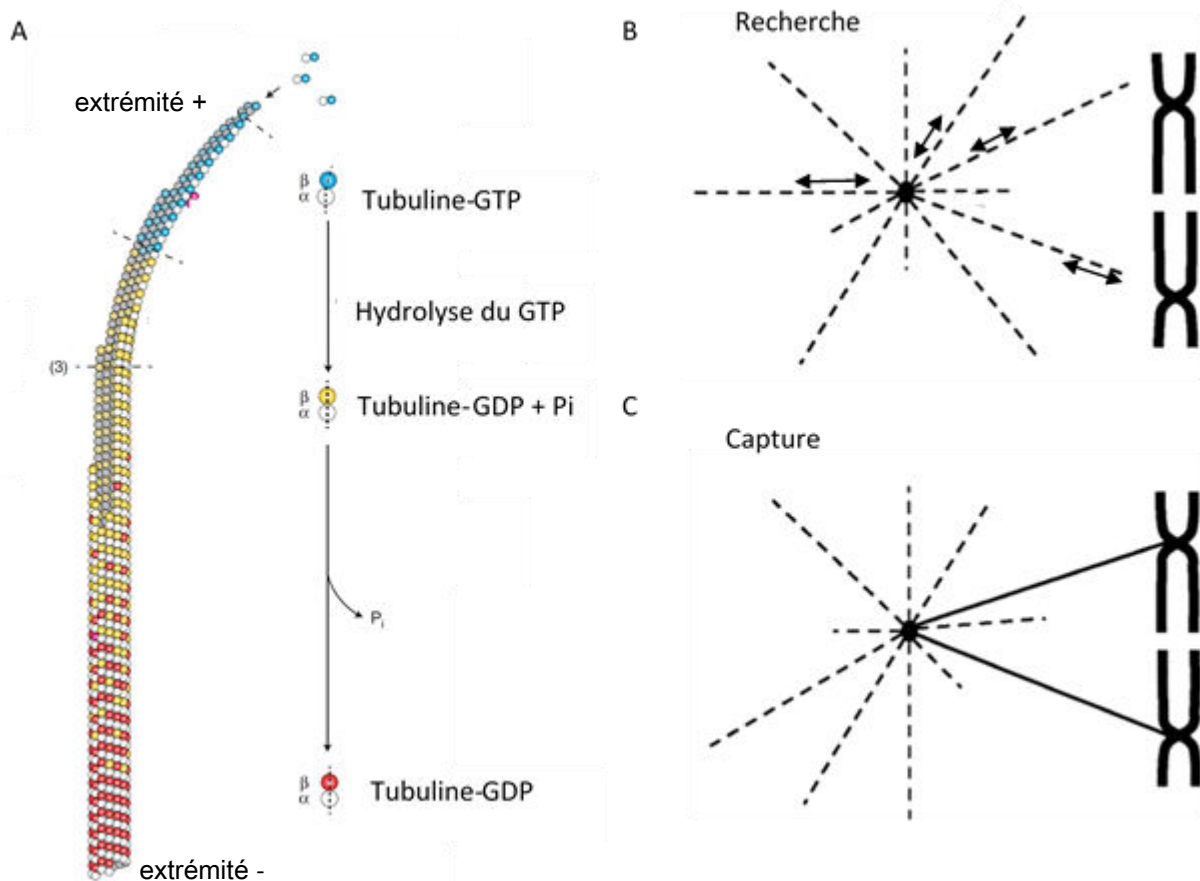 A
extrémité +
β
α
Tubuline-GTP
Hydrolyse du GTP
(3)
β
α
Tubuline-GDP + Pi
Pi
β
α
Tubuline-GDP
extrémité -
B
Recherche
C
Capture